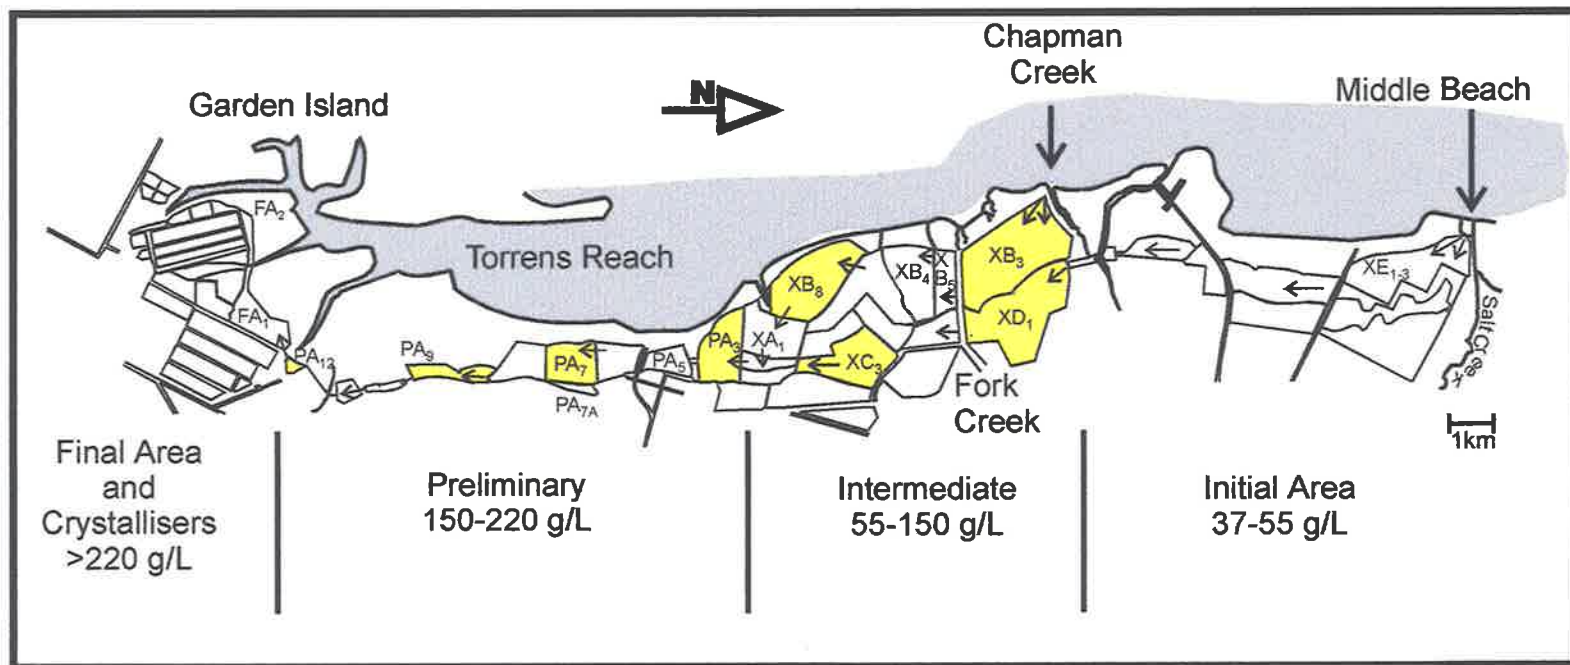 Chapman
Creek
Middle Beach
Garden Island
N
FA₂
Torrens Reach
XB₈
XB₄
X
B₅
XB₃
XE₁₋₃
FA₁
PA₁₂
PA₉
PA₇
PA₇A
PA₅
PA₃
XA₁
XC₃
XD₁
Salt Creek
Fork
Creek
1km
Final Area
and
Crystallisers
>220 g/L
Preliminary
150-220 g/L
Intermediate
55-150 g/L
Initial Area
37-55 g/L